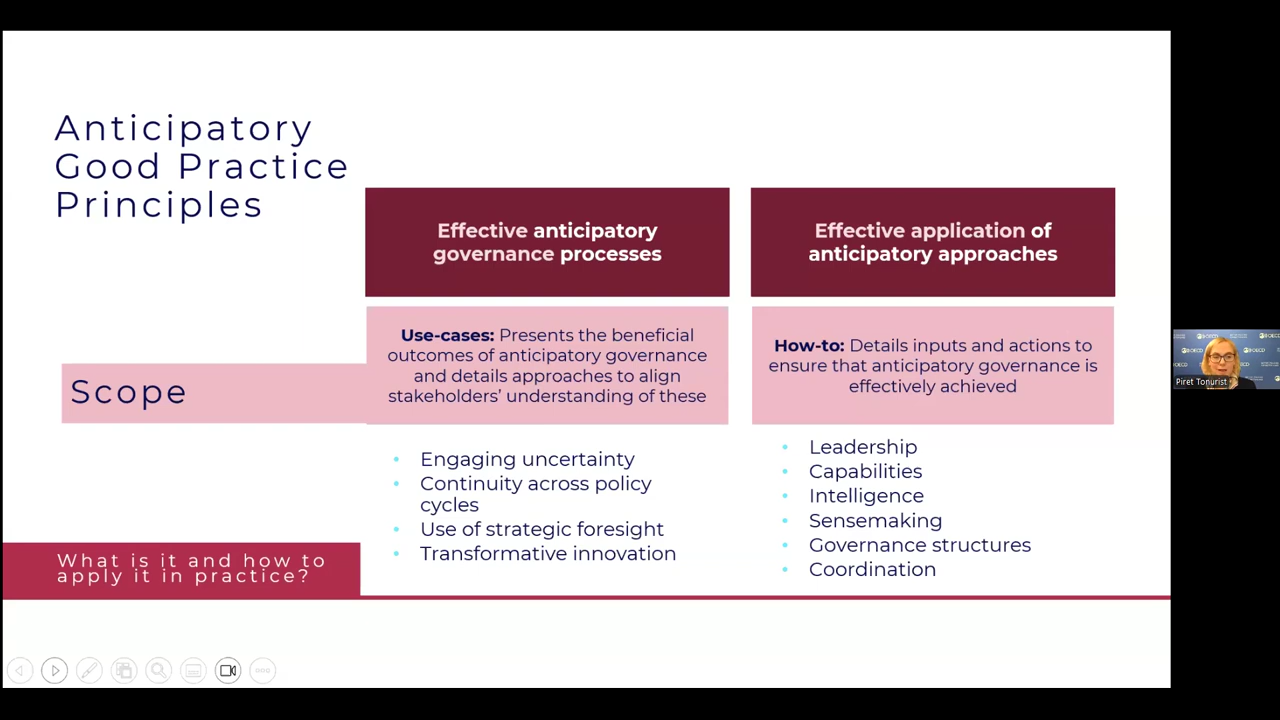 Anticipatory
Good Practice
Principles
Effective anticipatory
governance processes
Effective application of
anticipatory approaches
Scope
Use-cases: Presents the beneficial
outcomes of anticipatory governance
and details approaches to align
stakeholders’ understanding of these
How-to: Details inputs and actions to
ensure that anticipatory governance is
effectively achieved
• Engaging uncertainty
• Continuity across policy
cycles
• Use of strategic foresight
• Transformative innovation
• Leadership
• Capabilities
• Intelligence
• Sensemaking
• Governance structures
• Coordination
What is it and how to
apply it in practice?
OECD
Piret Tonurist